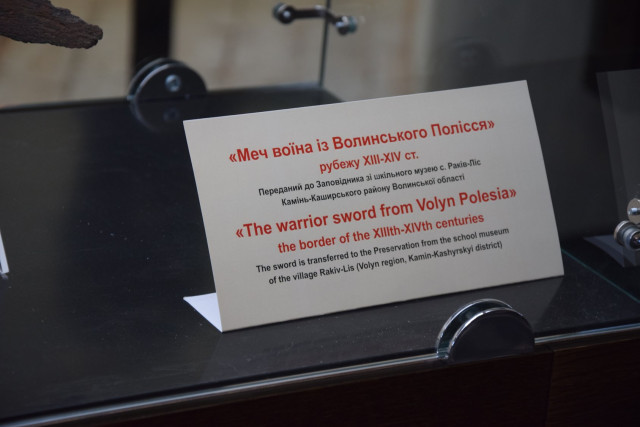 «Меч воїна із Волинського Полісся»
рубежу XIII-XIV ст.
Переданий до Заповідника зі шкільного музею с. Раків-Ліс
Камінь-Каширського району Волинської області
«The warrior sword from Volyn Polesia»
the border of the XIIIth-XIVth centuries
The sword is transferred to the Preservation from the school museum
of the village Rakiv-Lis (Volyn region, Kamin-Kashyrskyi district)